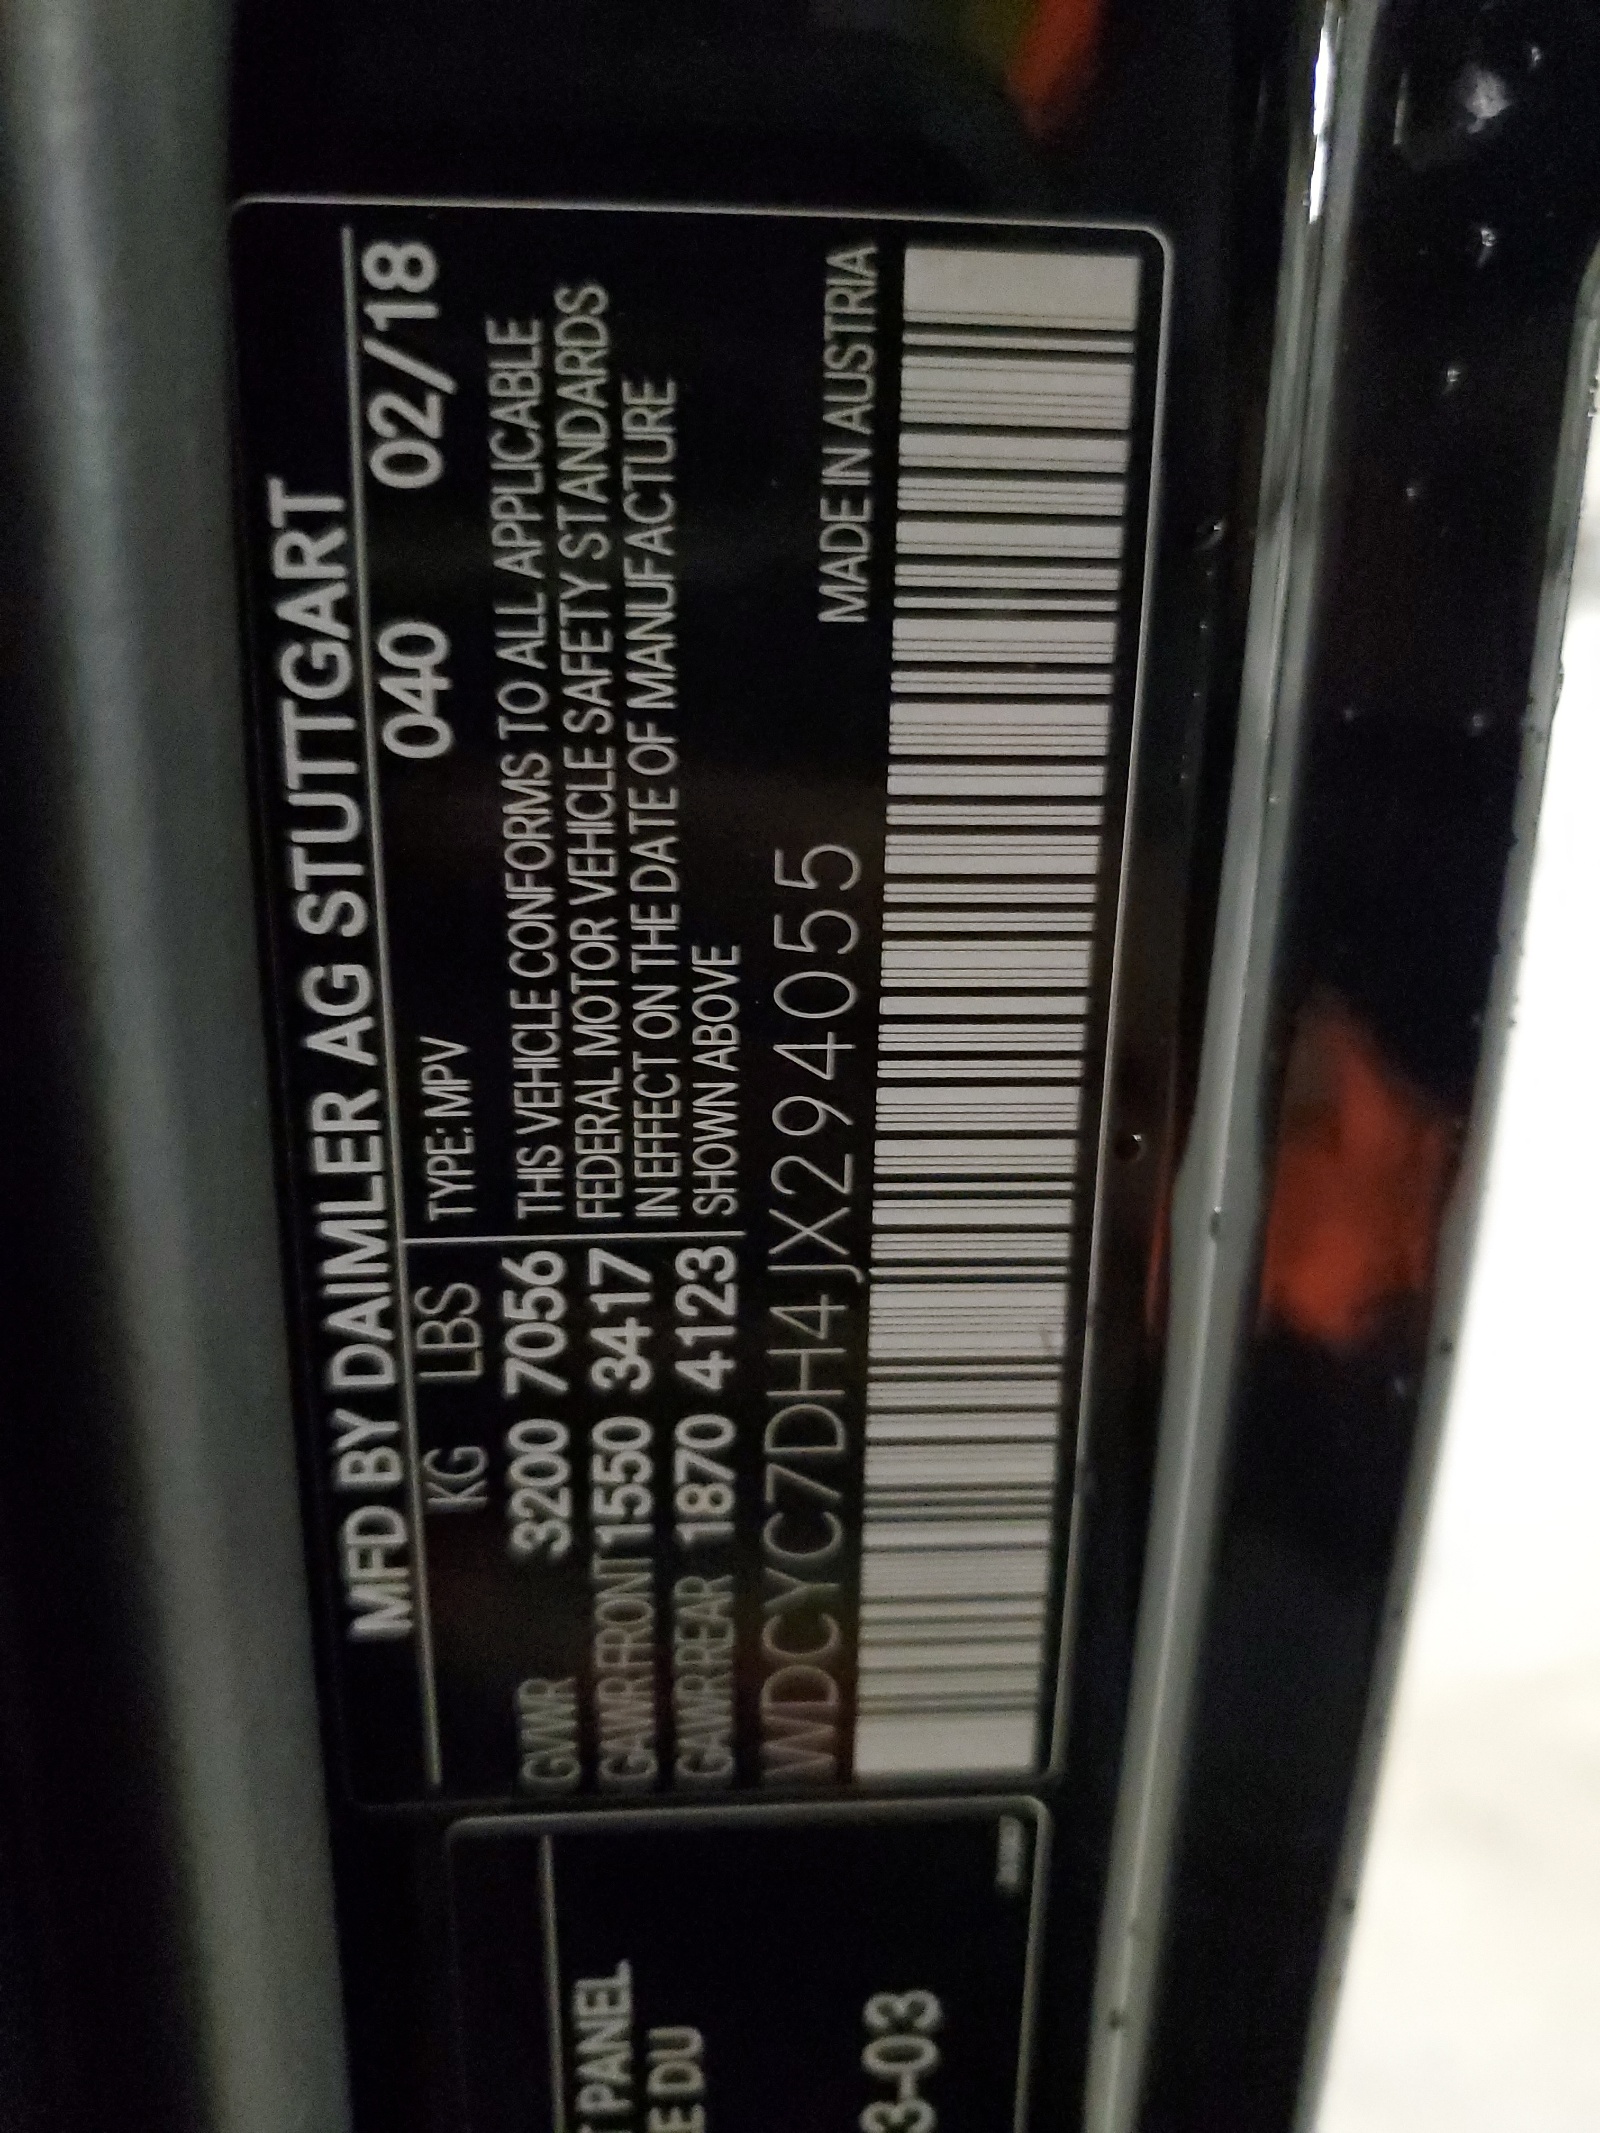 MFD BY DAIMLER AG STUTTGART
KG LBS TYPE: MPV 040 02/18
GVWR 3200 7056 THIS VEHICLE CONFORMS TO ALL APPLICABLE
GAWR FRONT 1550 3417 FEDERAL MOTOR VEHICLE SAFETY STANDARDS
IN EFFECT ON THE DATE OF MANUFACTURE
GAWR REAR 1870 4123 SHOWN ABOVE
WDCYC7DH4JX294055 MADE IN AUSTRIA
PANEL
E DU
3-03